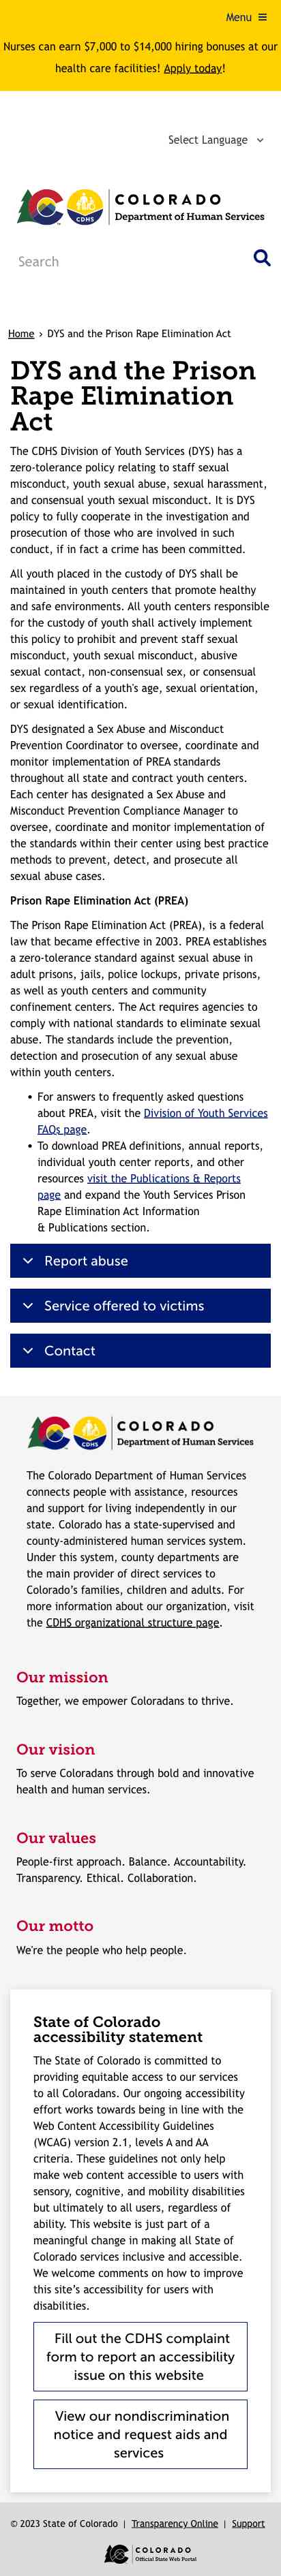 Menu ≡
Nurses can earn $7,000 to $14,000 hiring bonuses at our
health care facilities! Apply today!
Select Language
COLORADO
CDHS
Department of Human Services
Search
Home › DYS and the Prison Rape Elimination Act
DYS and the Prison
Rape Elimination
Act
The CDHS Division of Youth Services (DYS) has a
zero-tolerance policy relating to staff sexual
misconduct, youth sexual abuse, sexual harassment,
and consensual youth sexual misconduct. It is DYS
policy to fully cooperate in the investigation and
prosecution of those who are involved in such
conduct, if in fact a crime has been committed.
All youth placed in the custody of DYS shall be
maintained in youth centers that promote healthy
and safe environments. All youth centers responsible
for the custody of youth shall actively implement
this policy to prohibit and prevent staff sexual
misconduct, youth sexual misconduct, abusive
sexual contact, non-consensual sex, or consensual
sex regardless of a youth's age, sexual orientation,
or sexual identification.
DYS designated a Sex Abuse and Misconduct
Prevention Coordinator to oversee, coordinate and
monitor implementation of PREA standards
throughout all state and contract youth centers.
Each center has designated a Sex Abuse and
Misconduct Prevention Compliance Manager to
oversee, coordinate and monitor implementation of
the standards within their center using best practice
methods to prevent, detect, and prosecute all
sexual abuse cases.
Prison Rape Elimination Act (PREA)
The Prison Rape Elimination Act (PREA), is a federal
law that became effective in 2003. PREA establishes
a zero-tolerance standard against sexual abuse in
adult prisons, jails, police lockups, private prisons,
as well as youth centers and community
confinement centers. The Act requires agencies to
comply with national standards to eliminate sexual
abuse. The standards include the prevention,
detection and prosecution of any sexual abuse
within youth centers.
• For answers to frequently asked questions
about PREA, visit the Division of Youth Services
FAQs page.
• To download PREA definitions, annual reports,
individual youth center reports, and other
resources visit the Publications & Reports
page and expand the Youth Services Prison
Rape Elimination Act Information
& Publications section.
Report abuse
Service offered to victims
Contact
COLORADO
CDHS
Department of Human Services
The Colorado Department of Human Services
connects people with assistance, resources
and support for living independently in our
state. Colorado has a state-supervised and
county-administered human services system.
Under this system, county departments are
the main provider of direct services to
Colorado’s families, children and adults. For
more information about our organization, visit
the CDHS organizational structure page.
Our mission
Together, we empower Coloradans to thrive.
Our vision
To serve Coloradans through bold and innovative
health and human services.
Our values
People-first approach. Balance. Accountability.
Transparency. Ethical. Collaboration.
Our motto
We're the people who help people.
State of Colorado
accessibility statement
The State of Colorado is committed to
providing equitable access to our services
to all Coloradans. Our ongoing accessibility
effort works towards being in line with the
Web Content Accessibility Guidelines
(WCAG) version 2.1, levels A and AA
criteria. These guidelines not only help
make web content accessible to users with
sensory, cognitive, and mobility disabilities
but ultimately to all users, regardless of
ability. This website is just part of a
meaningful change in making all State of
Colorado services inclusive and accessible.
We welcome comments on how to improve
this site’s accessibility for users with
disabilities.
Fill out the CDHS complaint
form to report an accessibility
issue on this website
View our nondiscrimination
notice and request aids and
services
© 2023 State of Colorado | Transparency Online | Support
COLORADO
Official State Web Portal